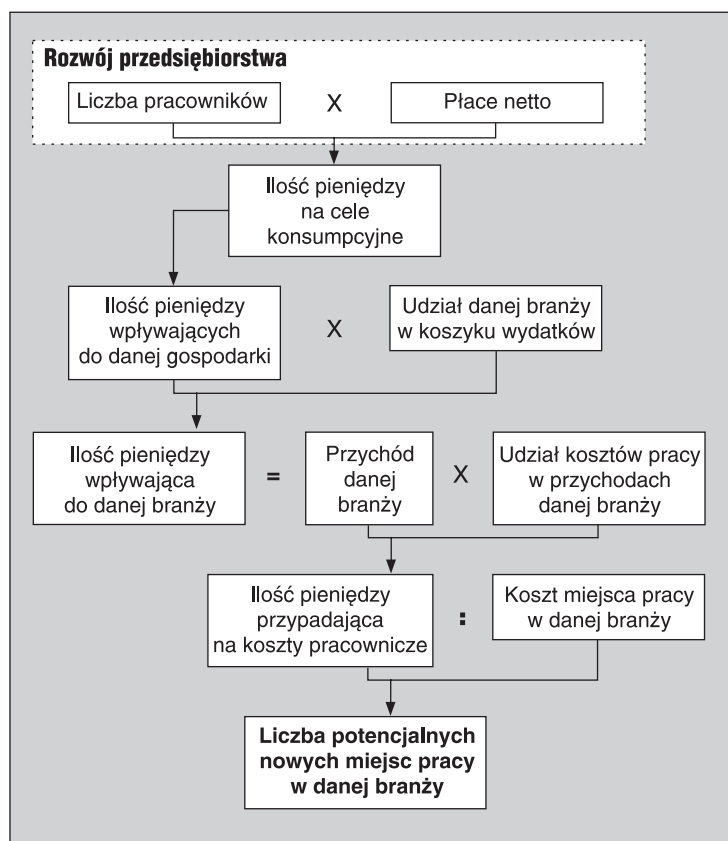 Rozwój przedsiębiorstwa
Liczba pracowników X Płace netto
Ilość pieniędzy
na cele
konsumpcyjne
Ilość pieniędzy
wpływających
do danej gospodarki
X
Udział danej branży
w koszyku wydatków
Ilość pieniędzy
wpływająca
do danej branży
=
Przychód
danej
branży
X
Udział kosztów pracy
w przychodach
danej branży
Ilość pieniędzy
przypadająca
na koszty pracownicze
:
Koszt miejsca pracy
w danej branży
Liczba potencjalnych
nowych miejsc pracy
w danej branży